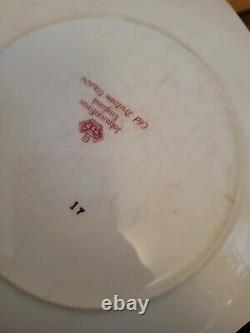 Old Britain Castles
England
Johnson Bros
17